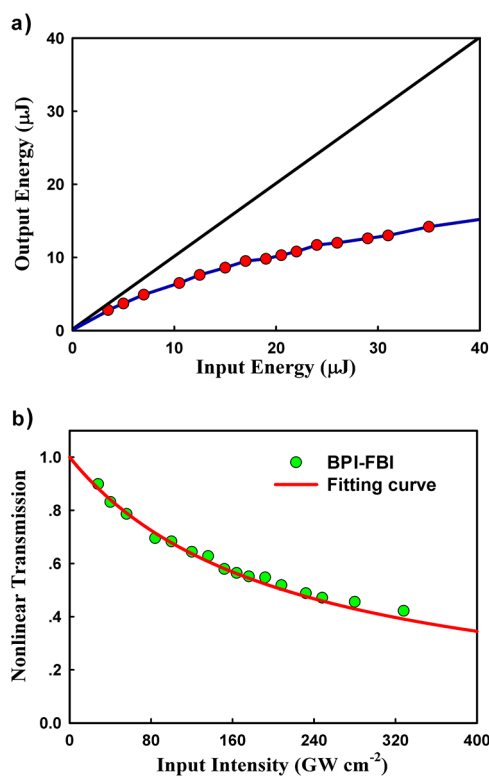 a)
40
30
20
10
0
Output Energy (μJ)
0 10 20 30 40
Input Energy (μJ)
b)
1.0
.8
.6
.4
.2
0.0
Nonlinear Transmission
BPI-FBI
Fitting curve
0 80 160 240 320 400
Input Intensity (GW cm⁻²)